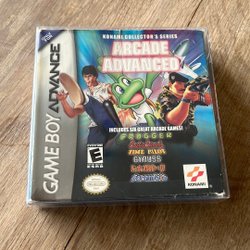 KONAMI COLLECTOR'S SERIES
ARCADE
ADVANCED
GAME BOY ADVANCE
INCLUDES SIX GREAT ARCADE GAMES!
FROGGER
TIME PILOT
GYRUSS
E
KONAMI